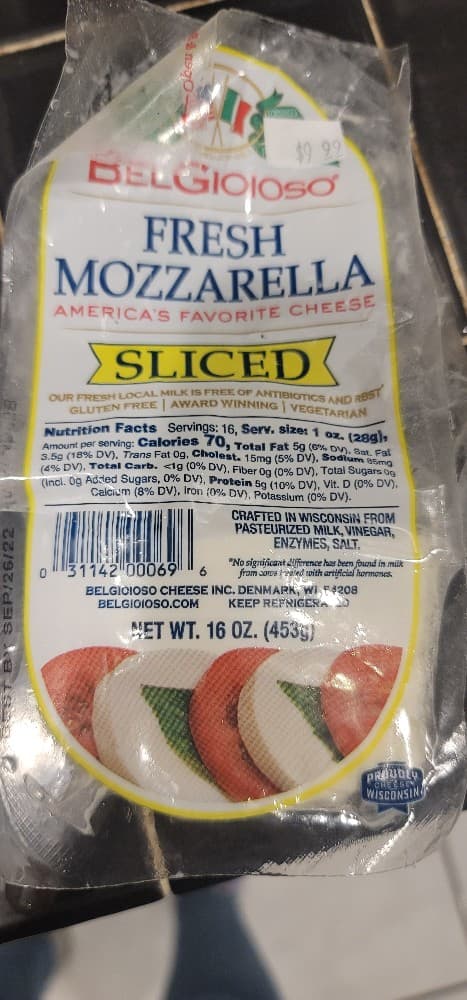 $9.99
BELGIOIOSO®
FRESH
MOZZARELLA
AMERICA'S FAVORITE CHEESE
SLICED
OUR FRESH LOCAL MILK IS FREE OF ANTIBIOTICS AND RBST*
GLUTEN FREE | AWARD WINNING | VEGETARIAN
Nutrition Facts Servings: 16, Serv. size: 1 oz. (28g),
Amount per serving: Calories 70, Total Fat 5g (6% DV), Sat. Fat
3.5g (18% DV), Trans Fat 0g, Cholest. 15mg (5% DV), Sodium 85mg
(4% DV), Total Carb. <1g (0% DV), Fiber 0g (0% DV), Total Sugars 0g
(Incl. 0g Added Sugars, 0% DV), Protein 5g (10% DV), Vit. D (0% DV),
Calcium (8% DV), Iron (0% DV), Potassium (0% DV).
CRAFTED IN WISCONSIN FROM
PASTEURIZED MILK, VINEGAR,
ENZYMES, SALT.
*No significant difference has been found in milk
from cows treated with artificial hormones.
0 31142 00069 6
BELGIOIOSO CHEESE INC. DENMARK, WI 54208
BELGIOIOSO.COM KEEP REFRIGERATED
NET WT. 16 OZ. (453g)
PROUDLY
WISCONSIN
CHEESE
BEST BY SEP/26/22